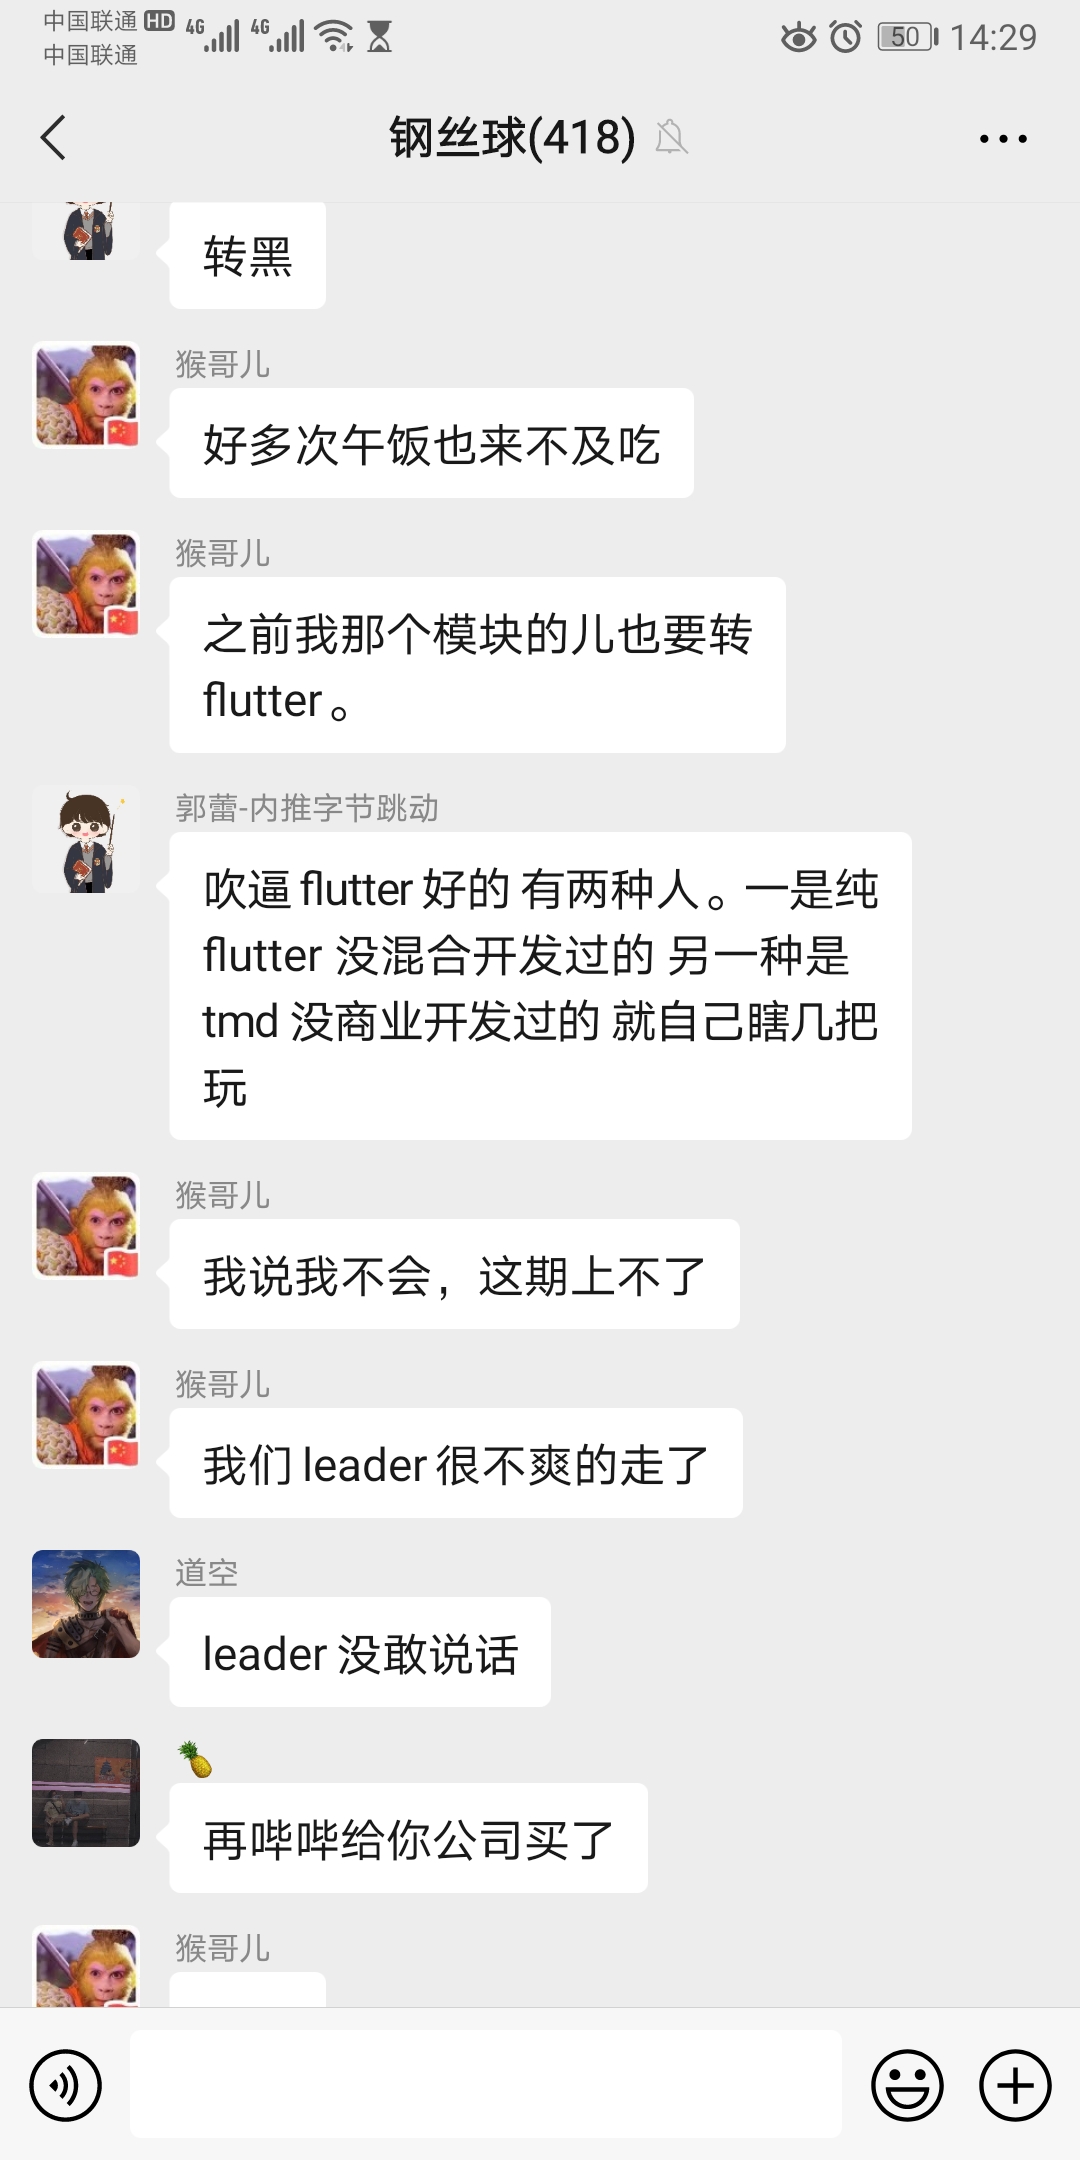 中国联通 HD 4G 4G 50 14:29
中国联通
钢丝球(418)
转黑
猴哥儿
好多次午饭也来不及吃
猴哥儿
之前我那个模块的儿也要转
flutter。
郭蕾-内推字节跳动
吹逼 flutter 好的 有两种人。一是纯
flutter 没混合开发过的 另一种是
tmd 没商业开发过的 就自己瞎几把
玩
猴哥儿
我说我不会，这期上不了
猴哥儿
我们 leader 很不爽的走了
道空
leader 没敢说话
🍍
再哔哔给你公司买了
猴哥儿